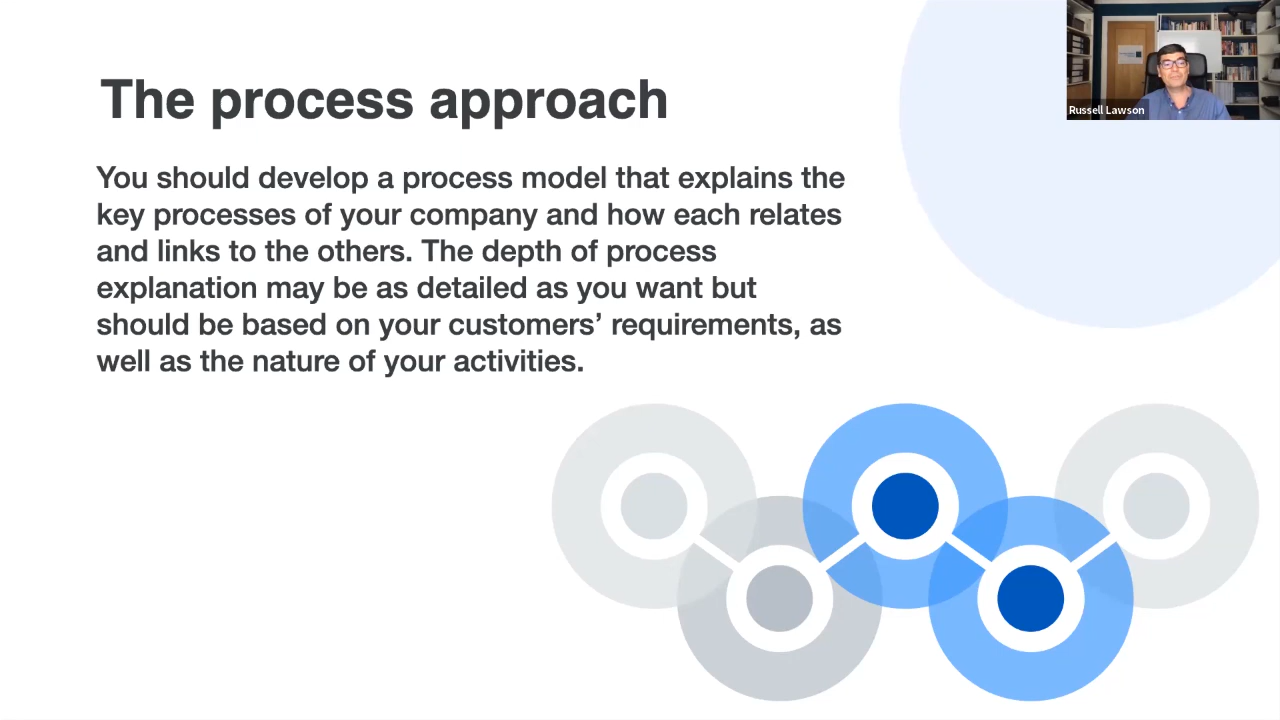 The process approach
You should develop a process model that explains the
key processes of your company and how each relates
and links to the others. The depth of process
explanation may be as detailed as you want but
should be based on your customers’ requirements, as
well as the nature of your activities.
Russell Lawson